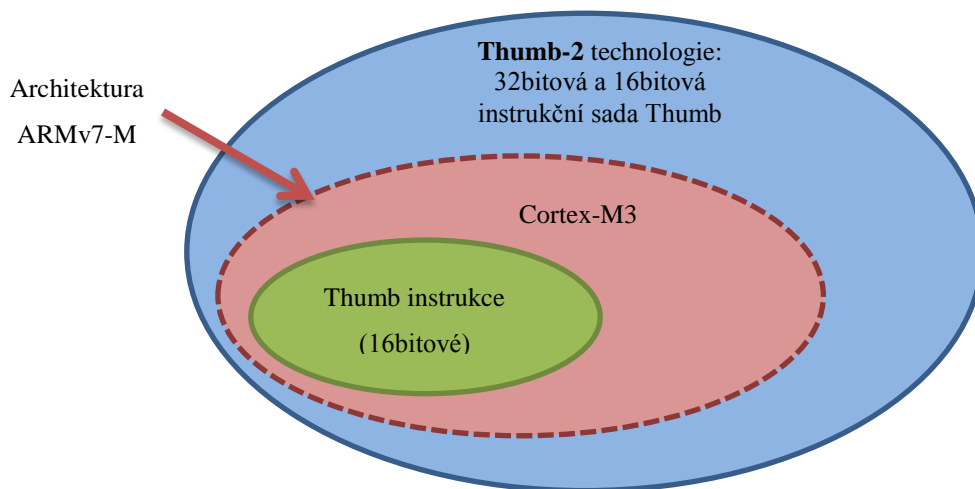 Thumb-2 technologie:
32bitová a 16bitová
instrukční sada Thumb
Architektura
ARMv7-M
Cortex-M3
Thumb instrukce
(16bitové)